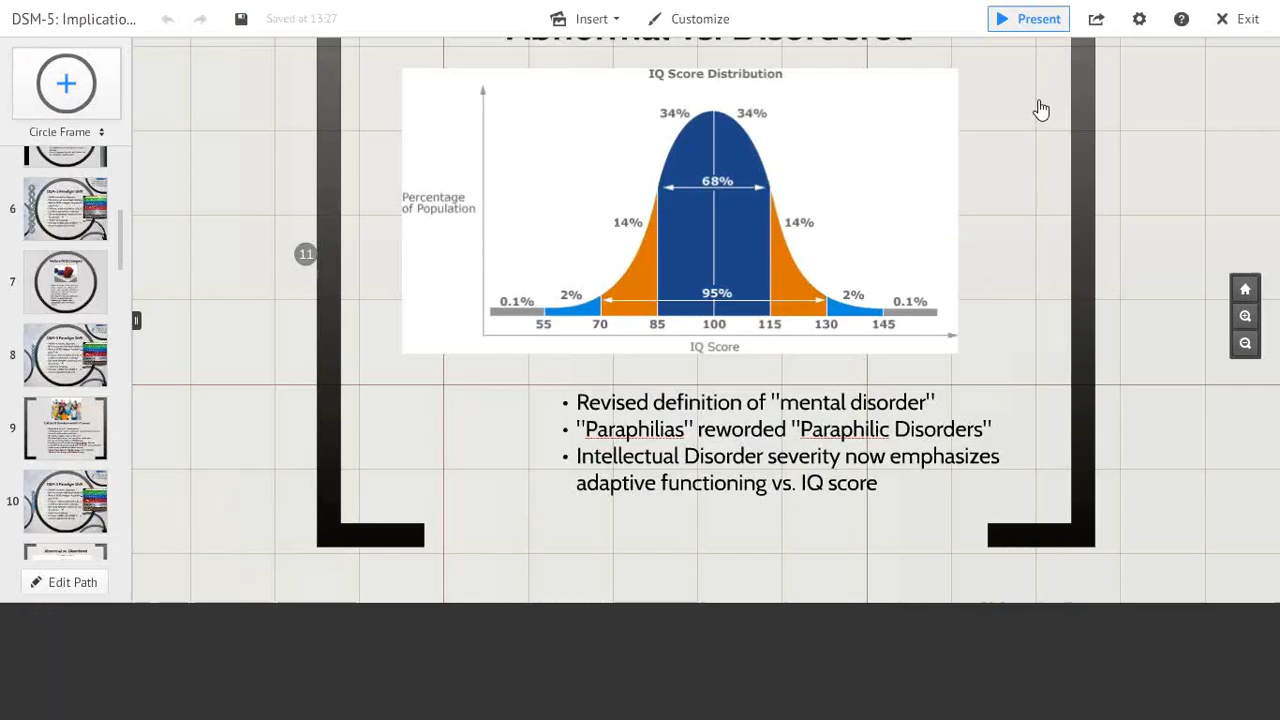 DSM-5: Implicatio...
Saved at 13:27
Insert
Customize
Present
Exit
Circle Frame
6
7
8
9
10
Edit Path
11
Abnormal vs. Disordered
IQ Score Distribution
34% 34%
68%
Percentage
of Population
14% 14%
0.1% 2% 95% 2% 0.1%
55 70 85 100 115 130 145
IQ Score
• Revised definition of "mental disorder"
• "Paraphilias" reworded "Paraphilic Disorders"
• Intellectual Disorder severity now emphasizes
adaptive functioning vs. IQ score